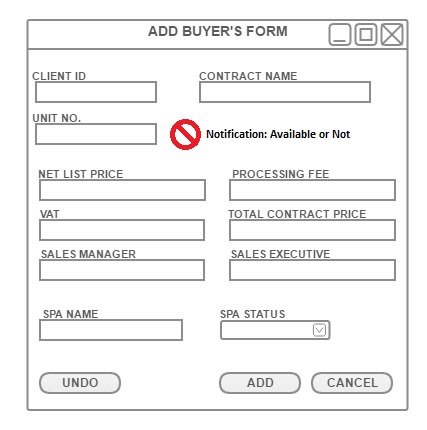 ADD BUYER'S FORM
CLIENT ID CONTRACT NAME
UNIT NO.
Notification: Available or Not
NET LIST PRICE PROCESSING FEE
VAT TOTAL CONTRACT PRICE
SALES MANAGER SALES EXECUTIVE
SPA NAME SPA STATUS
UNDO ADD CANCEL